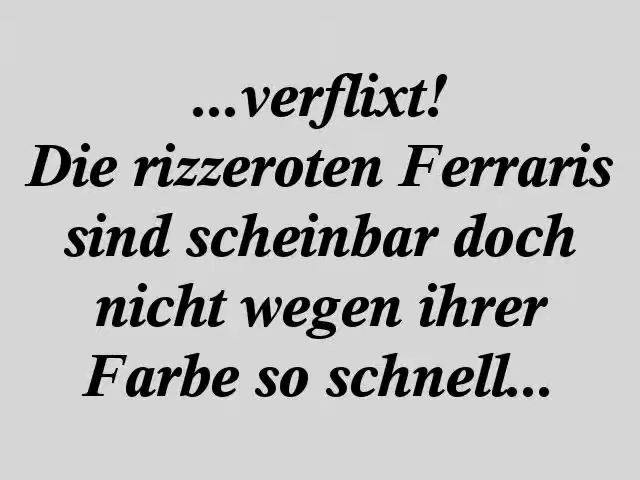 ...verflixt!
Die rizzeroten Ferraris
sind scheinbar doch
nicht wegen ihrer
Farbe so schnell...